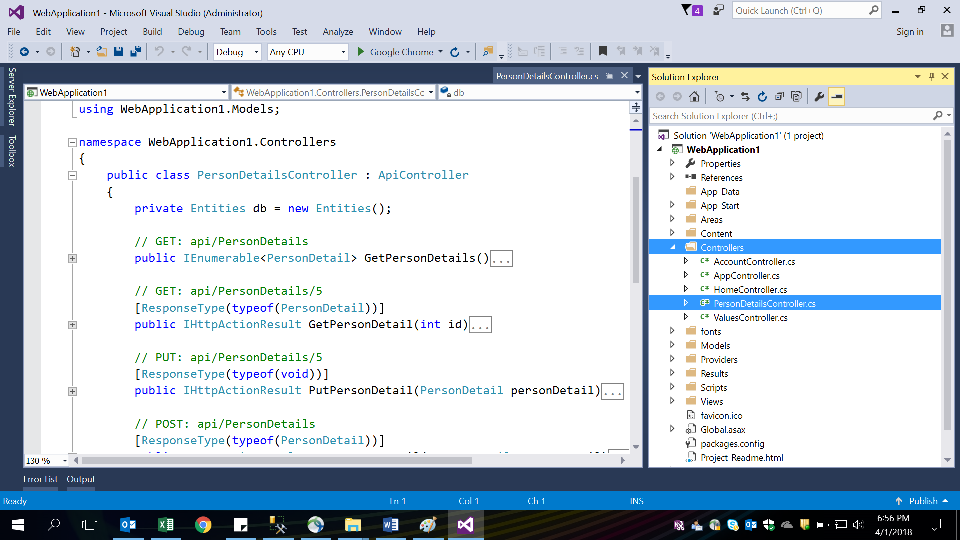 WebApplication1 - Microsoft Visual Studio (Administrator)
4
Quick Launch (Ctrl+Q)
File Edit View Project Build Debug Team Tools Test Analyze Window Help
Sign in
Debug Any CPU Google Chrome
Server Explorer
Toolbox
PersonDetailsController.cs
WebApplication1 WebApplication1.Controllers.PersonDetailsCc db
using WebApplication1.Models;
namespace WebApplication1.Controllers
{
public class PersonDetailsController : ApiController
{
private Entities db = new Entities();
// GET: api/PersonDetails
public IEnumerable<PersonDetail> GetPersonDetails()...
// GET: api/PersonDetails/5
[ResponseType(typeof(PersonDetail))]
public IHttpActionResult GetPersonDetail(int id)...
// PUT: api/PersonDetails/5
[ResponseType(typeof(void))]
public IHttpActionResult PutPersonDetail(PersonDetail personDetail)...
// POST: api/PersonDetails
[ResponseType(typeof(PersonDetail))]
130 %
Solution Explorer
Search Solution Explorer (Ctrl+;)
Solution 'WebApplication1' (1 project)
WebApplication1
Properties
References
App_Data
App_Start
Areas
Content
Controllers
C# AccountController.cs
C# AppController.cs
C# HomeController.cs
C# PersonDetailsController.cs
C# ValuesController.cs
fonts
Models
Providers
Results
Scripts
Views
favicon.ico
Global.asax
packages.config
Project_Readme.html
Error List Output
Ready Ln 1 Col 1 Ch 1 INS Publish
6:56 PM
4/1/2018